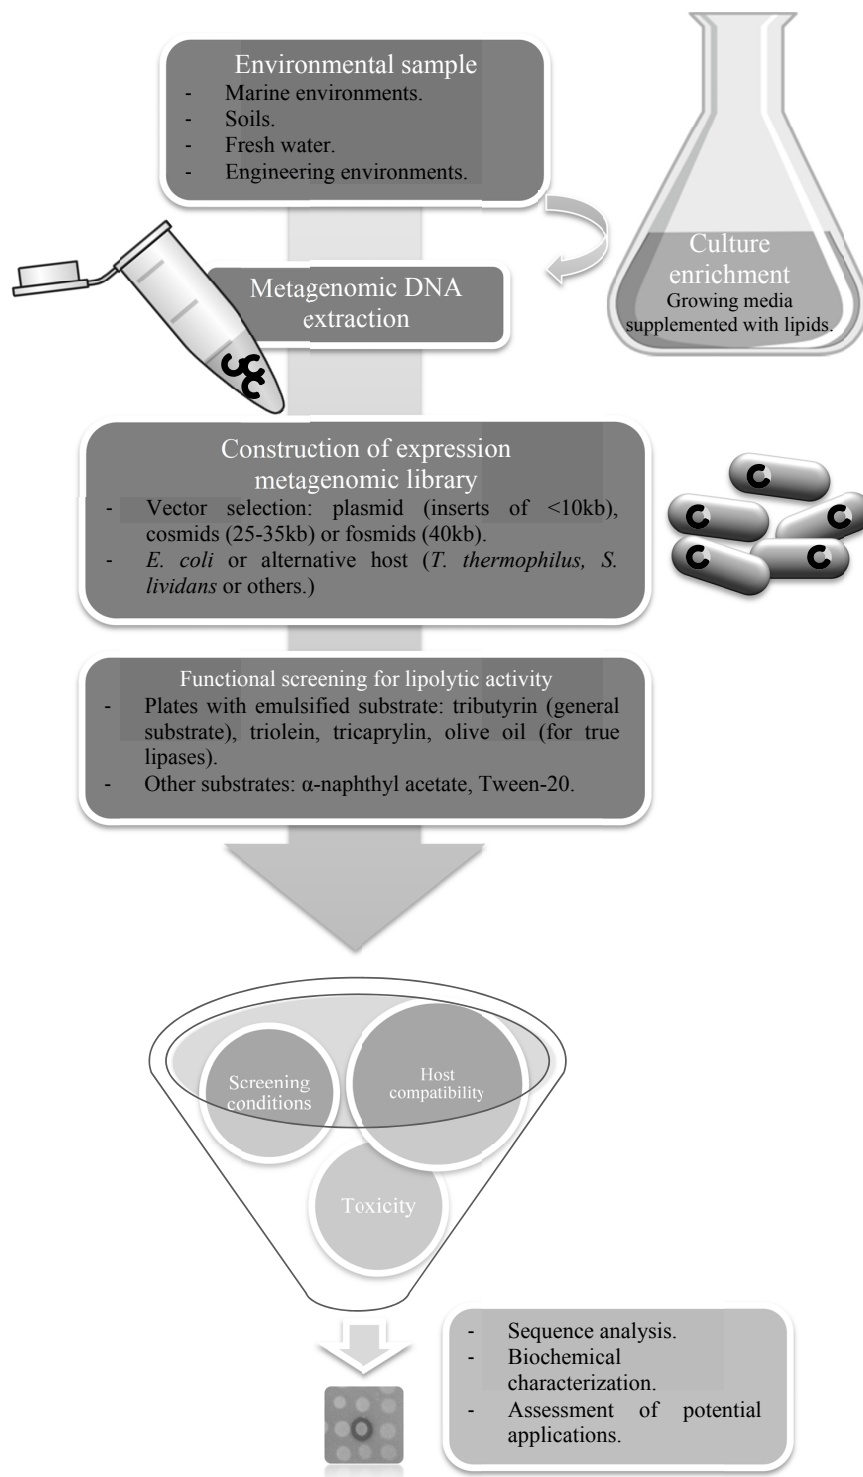 Environmental sample
- Marine environments.
- Soils.
- Fresh water.
- Engineering environments.
Culture
enrichment
Growing media
supplemented with lipids.
Metagenomic DNA
extraction
Construction of expression
metagenomic library
- Vector selection: plasmid (inserts of <10kb),
cosmids (25-35kb) or fosmids (40kb).
- E. coli or alternative host (T. thermophilus, S.
lividans or others.)
Functional screening for lipolytic activity
- Plates with emulsified substrate: tributyrin (general
substrate), triolein, tricaprylin, olive oil (for true
lipases).
- Other substrates: α-naphthyl acetate, Tween-20.
Screening
conditions
Host
compatibility
Toxicity
- Sequence analysis.
- Biochemical
characterization.
- Assessment of potential
applications.